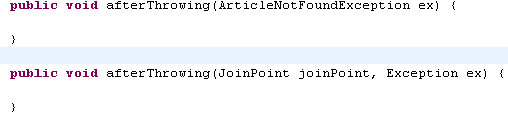 public void afterThrowing(ArticleNotFoundException ex) {
}
public void afterThrowing(JoinPoint joinPoint, Exception ex) {
}